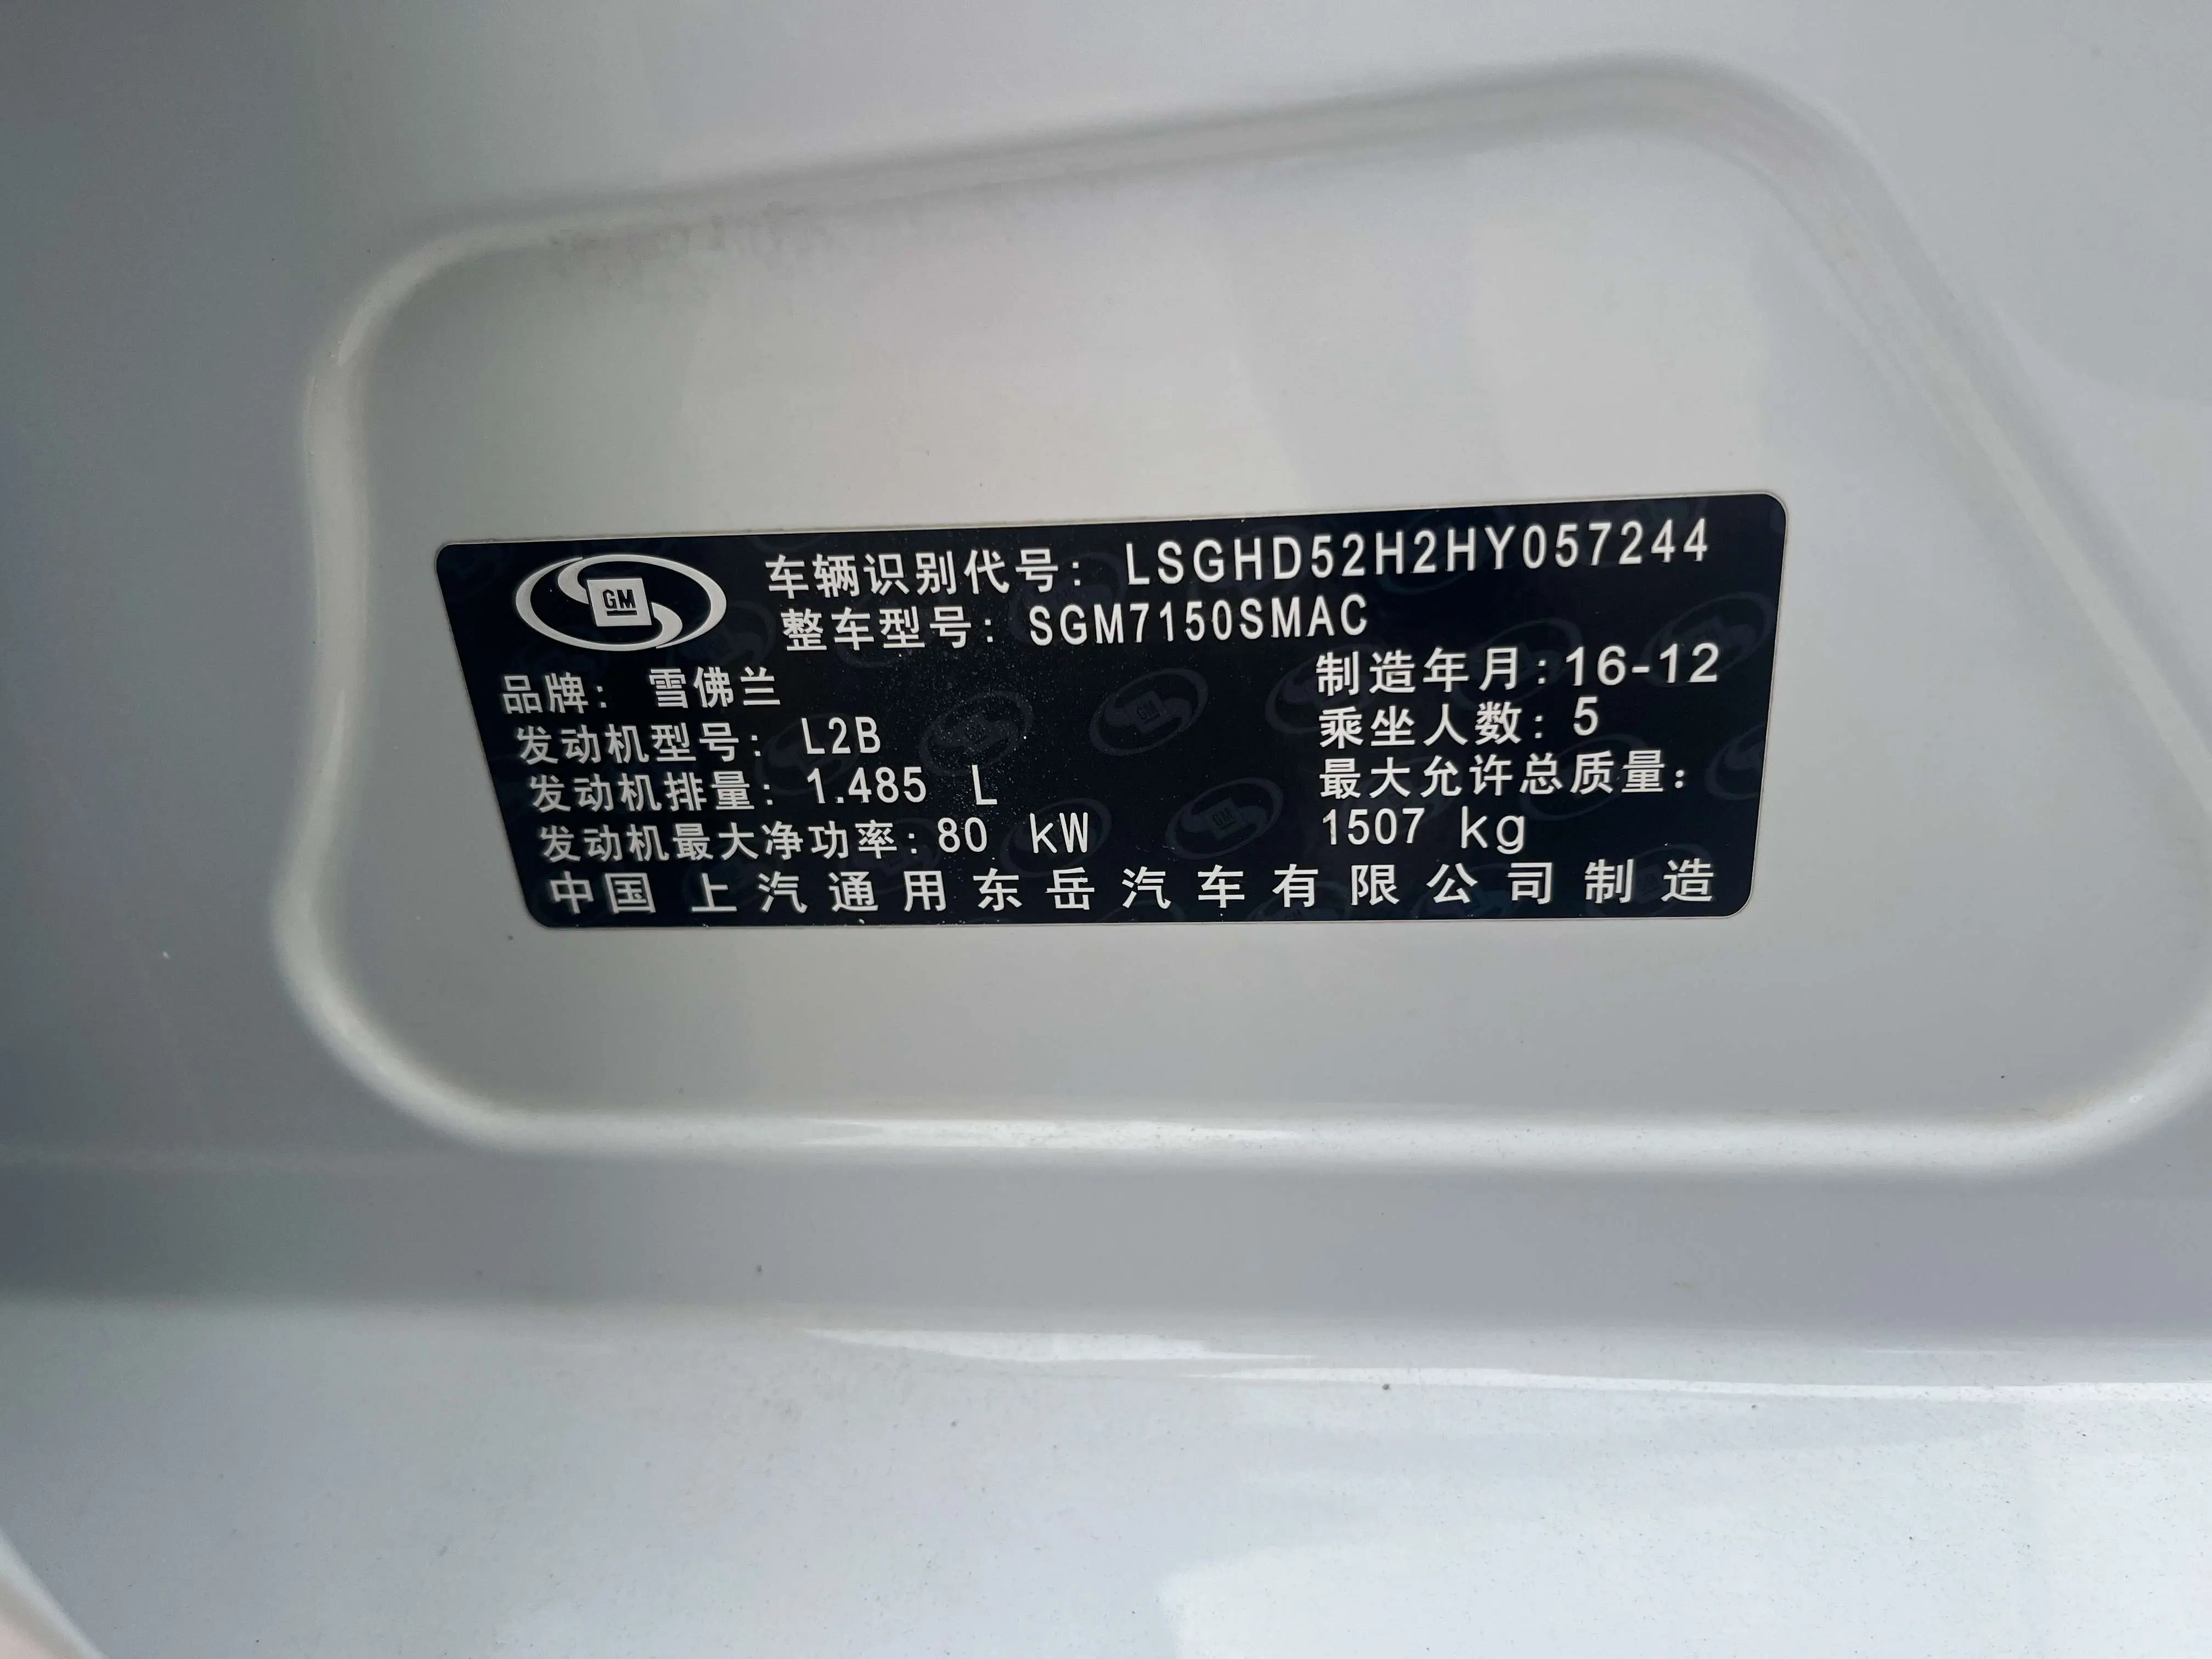 GM
车辆识别代号: LSGHD52H2HY057244
整车型号: SGM7150SMAC
品牌: 雪佛兰
制造年月:16-12
发动机型号: L2B
乘坐人数: 5
发动机排量: 1.485 L
最大允许总质量:
发动机最大净功率:80 kW
1507 kg
中国 上汽通用东岳汽车有限公司制造